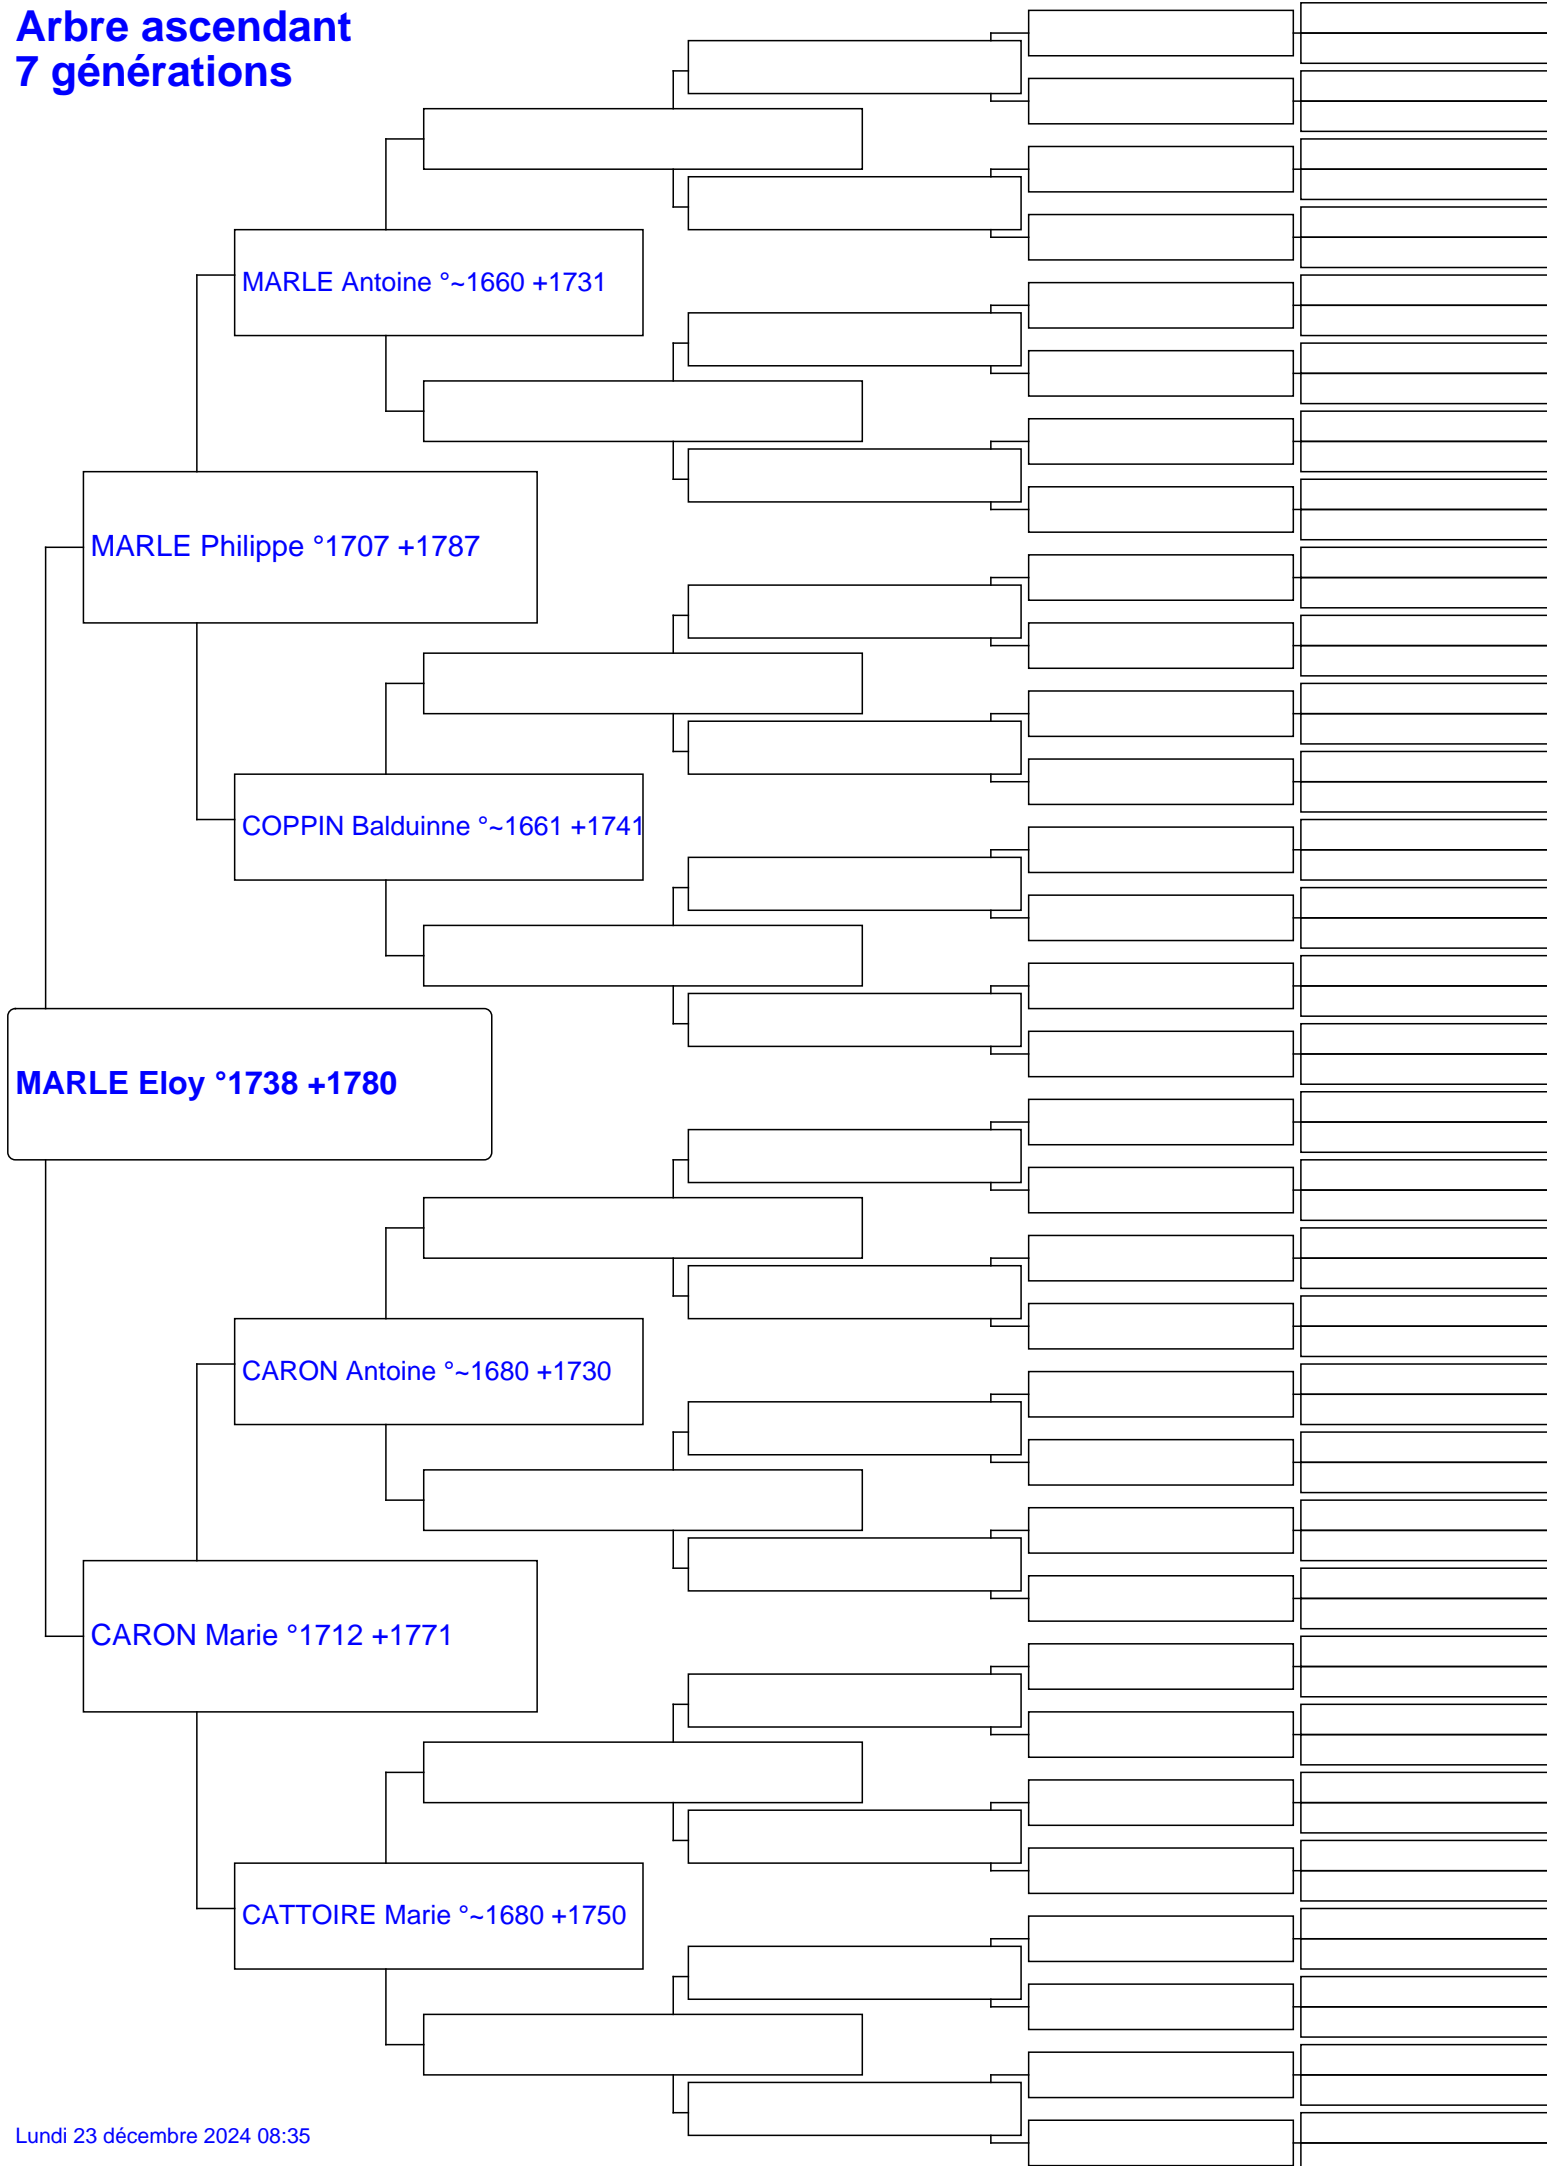 Arbre ascendant
7 générations
MARLE Antoine °~1660 +1731
MARLE Philippe °1707 +1787
COPPIN Balduinne °~1661 +1741
MARLE Eloy °1738 +1780
CARON Antoine °~1680 +1730
CARON Marie °1712 +1771
CATTOIRE Marie °~1680 +1750
Lundi 23 décembre 2024 08:35